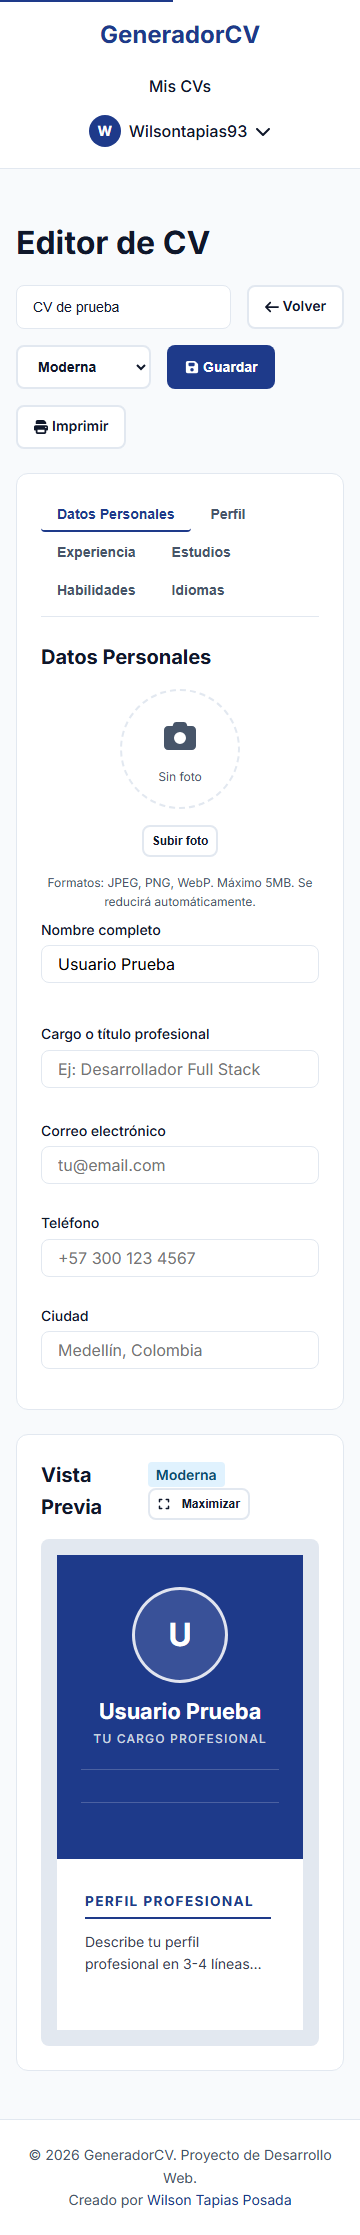 GeneradorCV
Mis CVs
W Wilsontapias93
Editor de CV
CV de prueba
Volver
Moderna
Guardar
Imprimir
Datos Personales Perfil
Experiencia Estudios
Habilidades Idiomas
Datos Personales
Sin foto
Subir foto
Formatos: JPEG, PNG, WebP. Máximo 5MB. Se
reducirá automáticamente.
Nombre completo
Usuario Prueba
Cargo o título profesional
Ej: Desarrollador Full Stack
Correo electrónico
tu@email.com
Teléfono
+57 300 123 4567
Ciudad
Medellín, Colombia
Vista
Previa
Moderna
Maximizar
U
Usuario Prueba
TU CARGO PROFESIONAL
PERFIL PROFESIONAL
Describe tu perfil
profesional en 3-4 líneas...
© 2026 GeneradorCV. Proyecto de Desarrollo
Web.
Creado por Wilson Tapias Posada